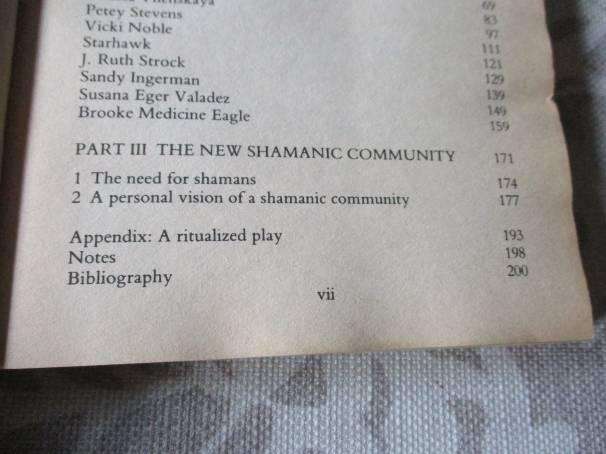 69
83
Petey Stevens 97
Vicki Noble 111
Starhawk 121
J. Ruth Strock 129
Sandy Ingerman 139
Susana Eger Valadez 149
Brooke Medicine Eagle 159
PART III THE NEW SHAMANIC COMMUNITY 171
1 The need for shamans 174
2 A personal vision of a shamanic community 177
Appendix: A ritualized play 193
Notes 198
Bibliography 200
vii